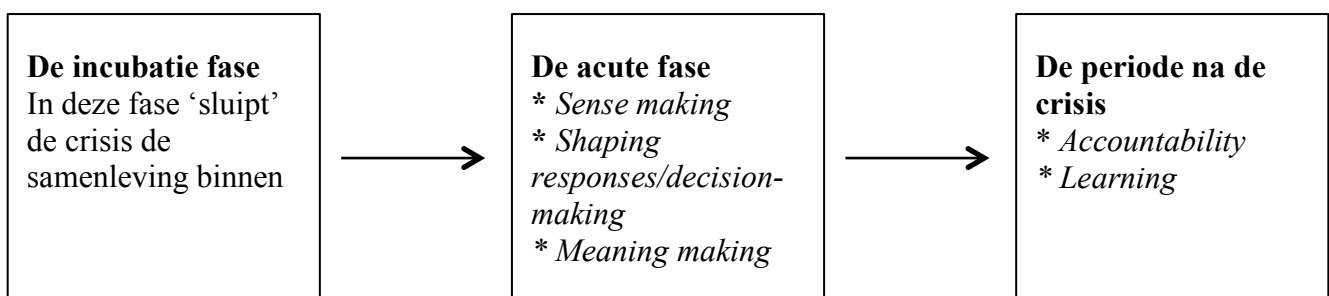 De incubatie fase
In deze fase ‘sluipt’
de crisis de
samenleving binnen
De acute fase
* Sense making
* Shaping
responses/decision-
making
* Meaning making
De periode na de
crisis
* Accountability
* Learning